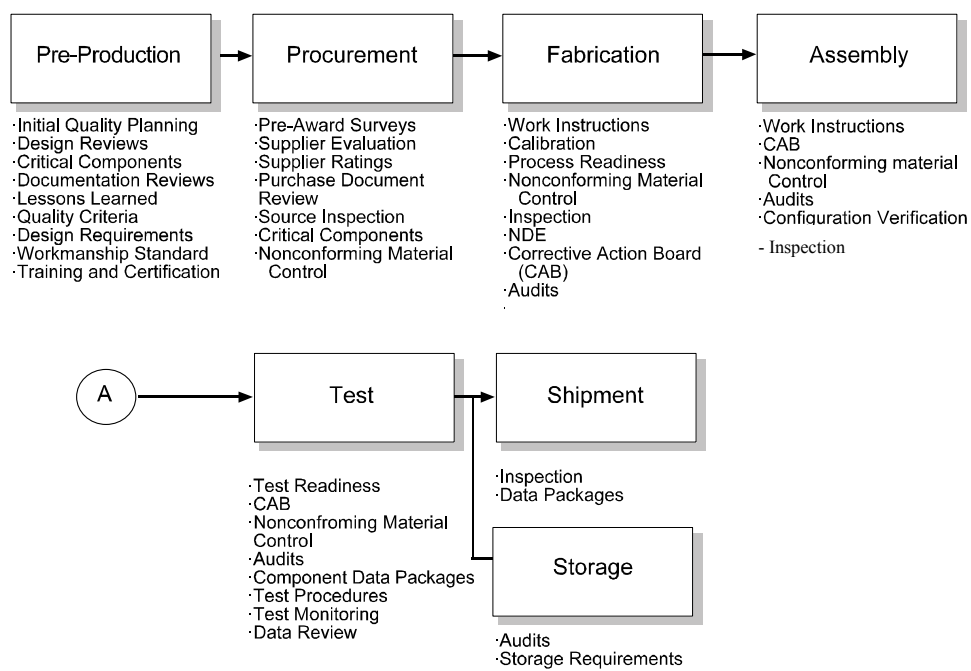 Pre-Production
·Initial Quality Planning
·Design Reviews
·Critical Components
·Documentation Reviews
·Lessons Learned
·Quality Criteria
·Design Requirements
·Workmanship Standard
·Training and Certification
Procurement
·Pre-Award Surveys
·Supplier Evaluation
·Supplier Ratings
·Purchase Document
Review
·Source Inspection
·Critical Components
·Nonconforming Material
Control
Fabrication
·Work Instructions
·Calibration
·Process Readiness
·Nonconforming Material
Control
·Inspection
·NDE
·Corrective Action Board
(CAB)
·Audits
·
Assembly
·Work Instructions
·CAB
·Nonconforming material
Control
·Audits
·Configuration Verification
- Inspection
A
Test
·Test Readiness
·CAB
·Nonconfroming Material
Control
·Audits
·Component Data Packages
·Test Procedures
·Test Monitoring
·Data Review
Shipment
·Inspection
·Data Packages
Storage
·Audits
·Storage Requirements